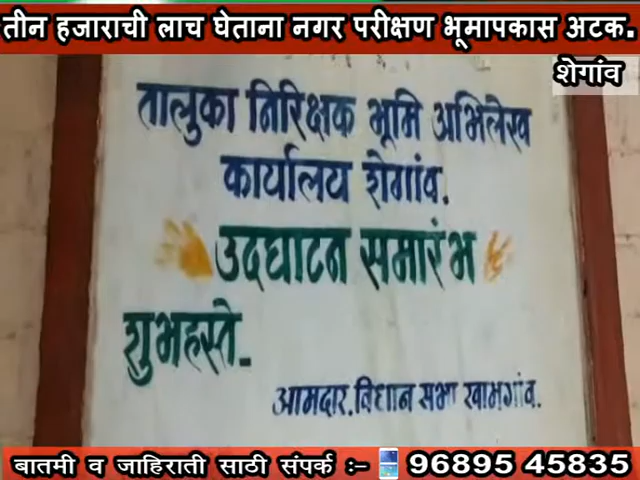 तीन हजाराची लाच घेताना नगर परीक्षण भूमापकास अटक.
शेगांव
तालुका निरिक्षक भूमि अभिलेख
कार्यालय शेगांव.
उदघाटन समारंभ
शुभहस्ते-
आमदार. विधान सभा खामगांव.
बातमी व जाहिराती साठी संपर्क :- 96895 45835